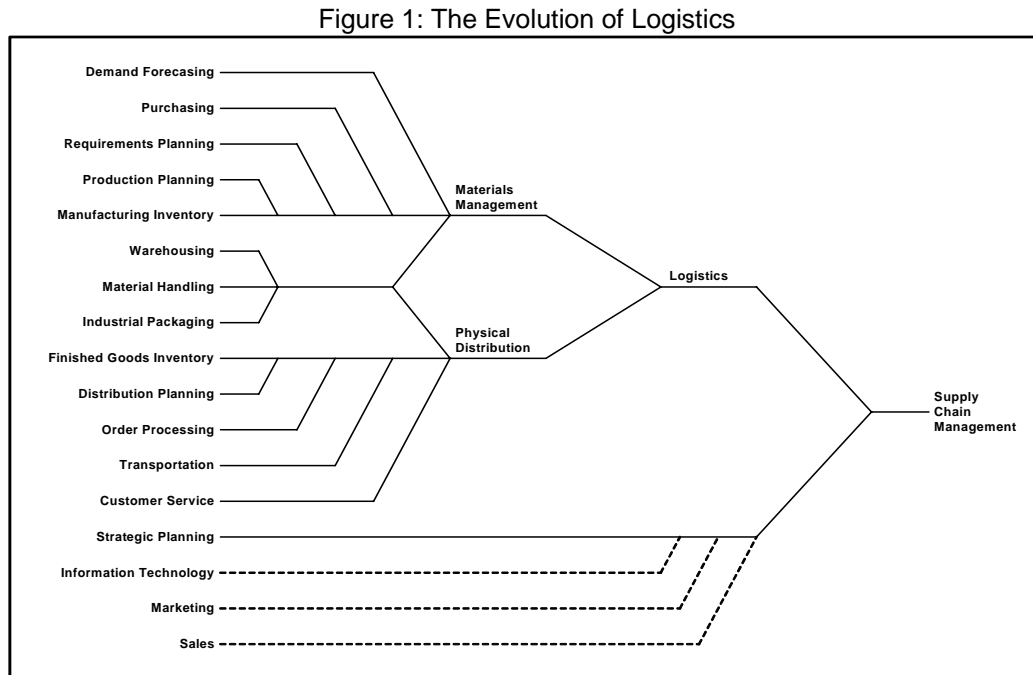 Figure 1: The Evolution of Logistics
Demand Forecasing
Purchasing
Requirements Planning
Production Planning
Manufacturing Inventory
Warehousing
Material Handling
Industrial Packaging
Finished Goods Inventory
Distribution Planning
Order Processing
Transportation
Customer Service
Strategic Planning
Information Technology
Marketing
Sales
Materials
Management
Physical
Distribution
Logistics
Supply
Chain
Management